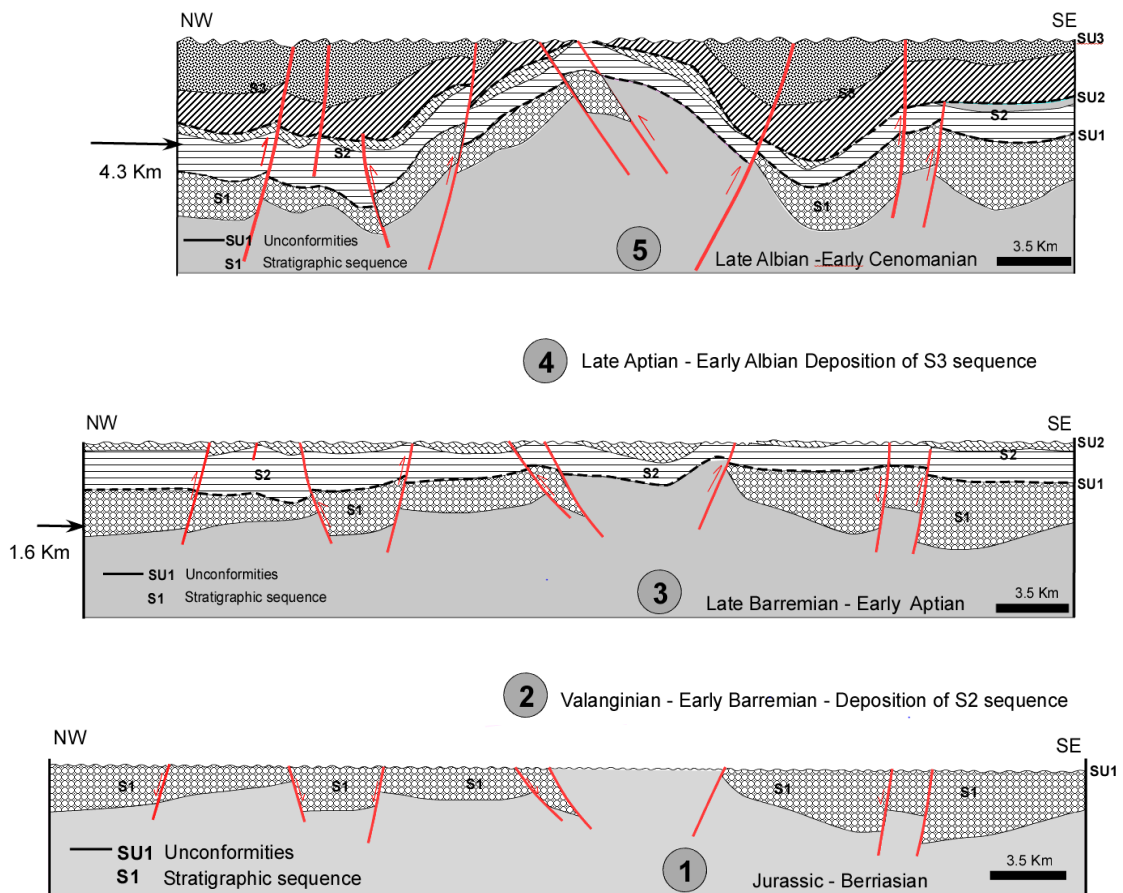 NW
SE
SU3
S3
S3
SU2
S2
S2
SU1
4.3 Km
S1
S1
SU1 Unconformities
S1 Stratigraphic sequence
5
Late Albian -Early Cenomanian
3.5 Km
4 Late Aptian - Early Albian Deposition of S3 sequence
NW
SE
SU2
S2
S2
S2
SU1
S1
S1
1.6 Km
SU1 Unconformities
S1 Stratigraphic sequence
3
Late Barremian - Early Aptian
3.5 Km
2 Valanginian - Early Barremian - Deposition of S2 sequence
NW
SE
SU1
S1
S1
S1
S1
S1
SU1 Unconformities
S1 Stratigraphic sequence
1
Jurassic - Berriasian
3.5 Km